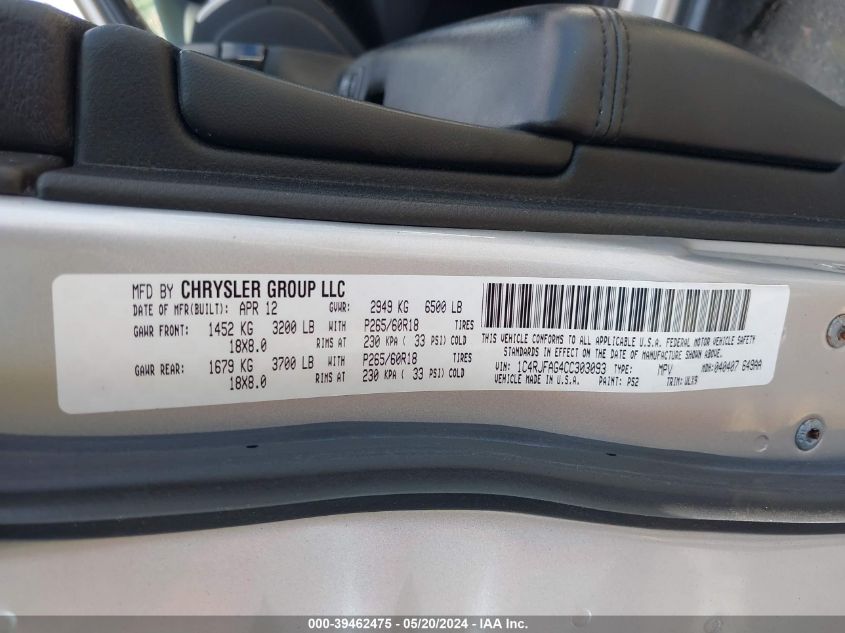 MFD BY CHRYSLER GROUP LLC
DATE OF MFR(BUILT): APR 12 GVWR: 2949 KG 6500 LB
GAWR FRONT: 1452 KG 3200 LB WITH P265/60R18 TIRES
18X8.0 RIMS AT 230 KPA ( 33 PSI) COLD
GAWR REAR: 1679 KG 3700 LB WITH P265/60R18 TIRES
18X8.0 RIMS AT 230 KPA ( 33 PSI) COLD
THIS VEHICLE CONFORMS TO ALL APPLICABLE U.S.A. FEDERAL MOTOR VEHICLE SAFETY
STANDARDS IN EFFECT ON THE DATE OF MANUFACTURE SHOWN ABOVE.
VIN: 1C4RJFAG4CC303093 TYPE: MPV MDH:040407 649AA
VEHICLE MADE IN U.S.A. PAINT: PS2 TRIM:
000-39462475 - 05/20/2024 - IAA Inc.